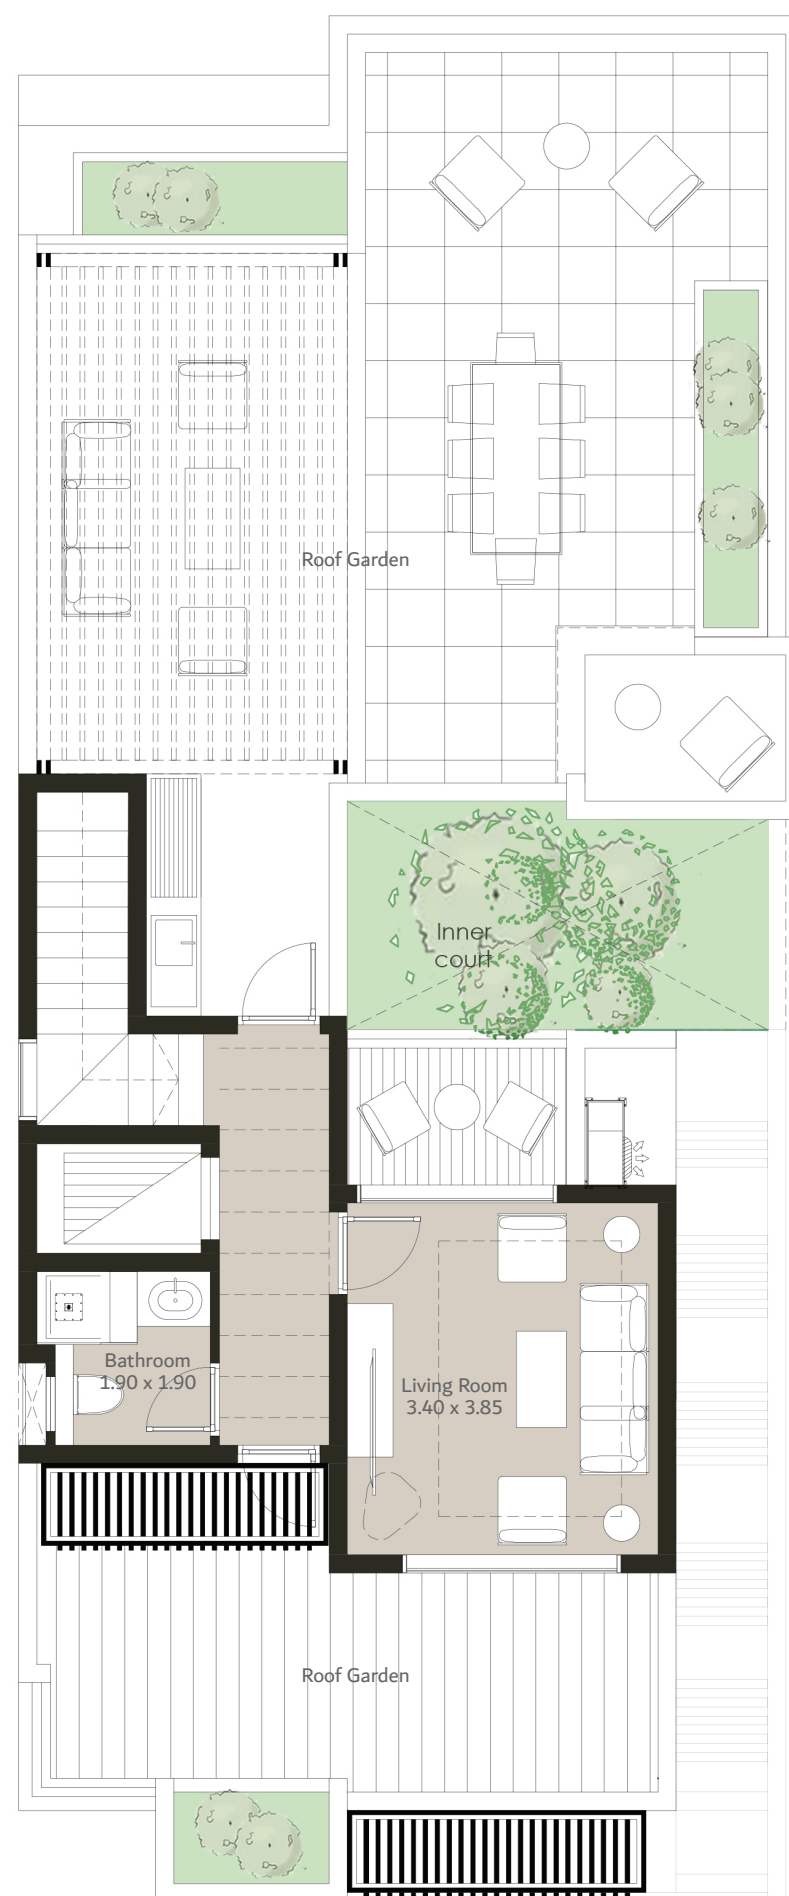 Roof Garden
Inner
court
Bathroom
1.90 x 1.90
Living Room
3.40 x 3.85
Roof Garden